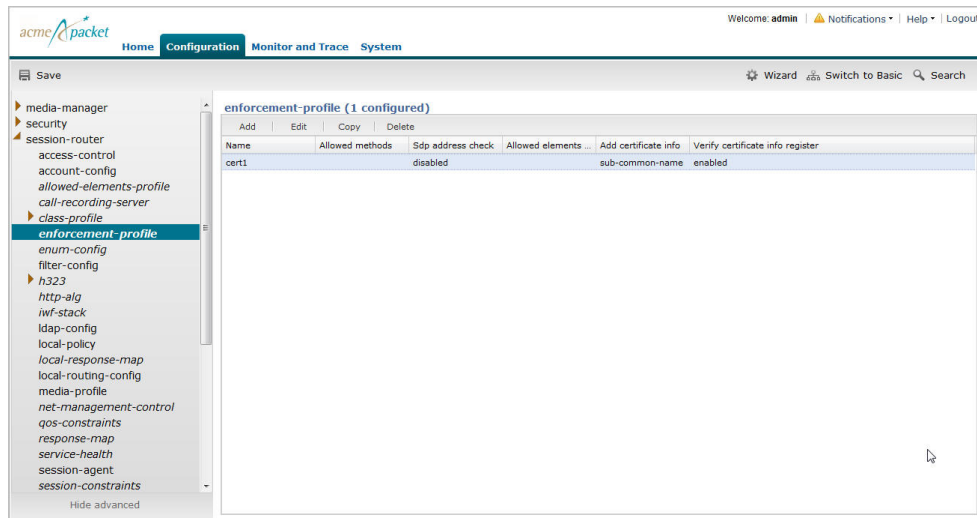 acme packet
Welcome: admin | Notifications | Help | Logout
Home Configuration Monitor and Trace System
Save Wizard Switch to Basic Search
media-manager
security
session-router
access-control
account-config
allowed-elements-profile
call-recording-server
class-profile
enforcement-profile
enum-config
filter-config
h323
http-alg
iwf-stack
ldap-config
local-policy
local-response-map
local-routing-config
media-profile
net-management-control
qos-constraints
response-map
service-health
session-agent
session-constraints
Hide advanced
enforcement-profile (1 configured)
Add | Edit | Copy | Delete
Name Allowed methods Sdp address check Allowed elements ... Add certificate info Verify certificate info register
cert1 disabled sub-common-name enabled